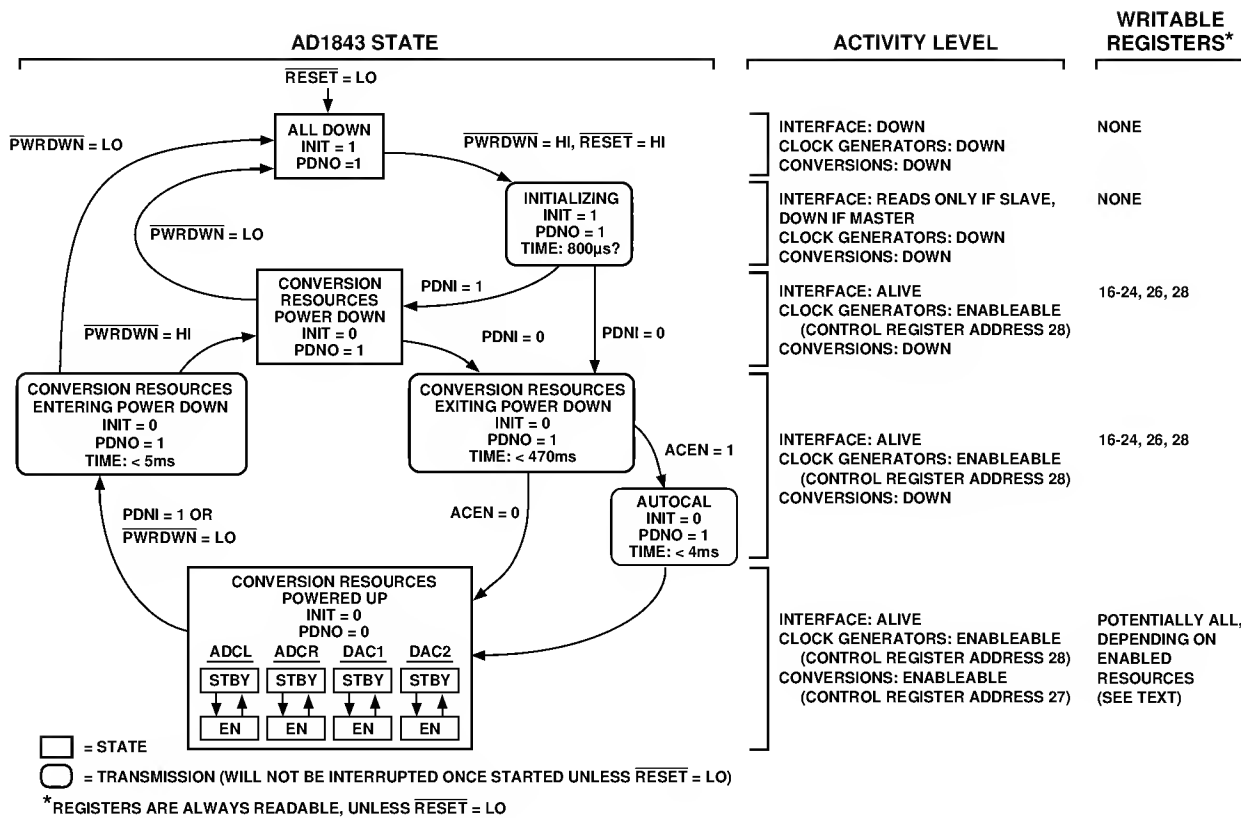 AD1843 STATE
ACTIVITY LEVEL
WRITABLE
REGISTERS*
RESET = LO
ALL DOWN
INIT = 1
PDNO =1
PWRDWN = LO
PWRDWN = HI, RESET = HI
INITIALIZING
INIT = 1
PDNO = 1
TIME: 800µs?
PWRDWN = LO
CONVERSION
RESOURCES
POWER DOWN
INIT = 0
PDNO = 1
PDNI = 1
PWRDWN = HI
PDNI = 0
PDNI = 0
CONVERSION RESOURCES
ENTERING POWER DOWN
INIT = 0
PDNO = 1
TIME: < 5ms
CONVERSION RESOURCES
EXITING POWER DOWN
INIT = 0
PDNO = 1
TIME: < 470ms
ACEN = 1
PDNI = 1 OR
PWRDWN = LO
ACEN = 0
AUTOCAL
INIT = 0
PDNO = 1
TIME: < 4ms
CONVERSION RESOURCES
POWERED UP
INIT = 0
PDNO = 0
ADCL ADCR DAC1 DAC2
STBY STBY STBY STBY
EN EN EN EN
INTERFACE: DOWN
CLOCK GENERATORS: DOWN
CONVERSIONS: DOWN
NONE
INTERFACE: READS ONLY IF SLAVE,
DOWN IF MASTER
CLOCK GENERATORS: DOWN
CONVERSIONS: DOWN
NONE
INTERFACE: ALIVE
CLOCK GENERATORS: ENABLEABLE
(CONTROL REGISTER ADDRESS 28)
CONVERSIONS: DOWN
16-24, 26, 28
INTERFACE: ALIVE
CLOCK GENERATORS: ENABLEABLE
(CONTROL REGISTER ADDRESS 28)
CONVERSIONS: DOWN
16-24, 26, 28
INTERFACE: ALIVE
CLOCK GENERATORS: ENABLEABLE
(CONTROL REGISTER ADDRESS 28)
CONVERSIONS: ENABLEABLE
(CONTROL REGISTER ADDRESS 27)
POTENTIALLY ALL,
DEPENDING ON
ENABLED
RESOURCES
(SEE TEXT)
= STATE
= TRANSMISSION (WILL NOT BE INTERRUPTED ONCE STARTED UNLESS RESET = LO)
*REGISTERS ARE ALWAYS READABLE, UNLESS RESET = LO